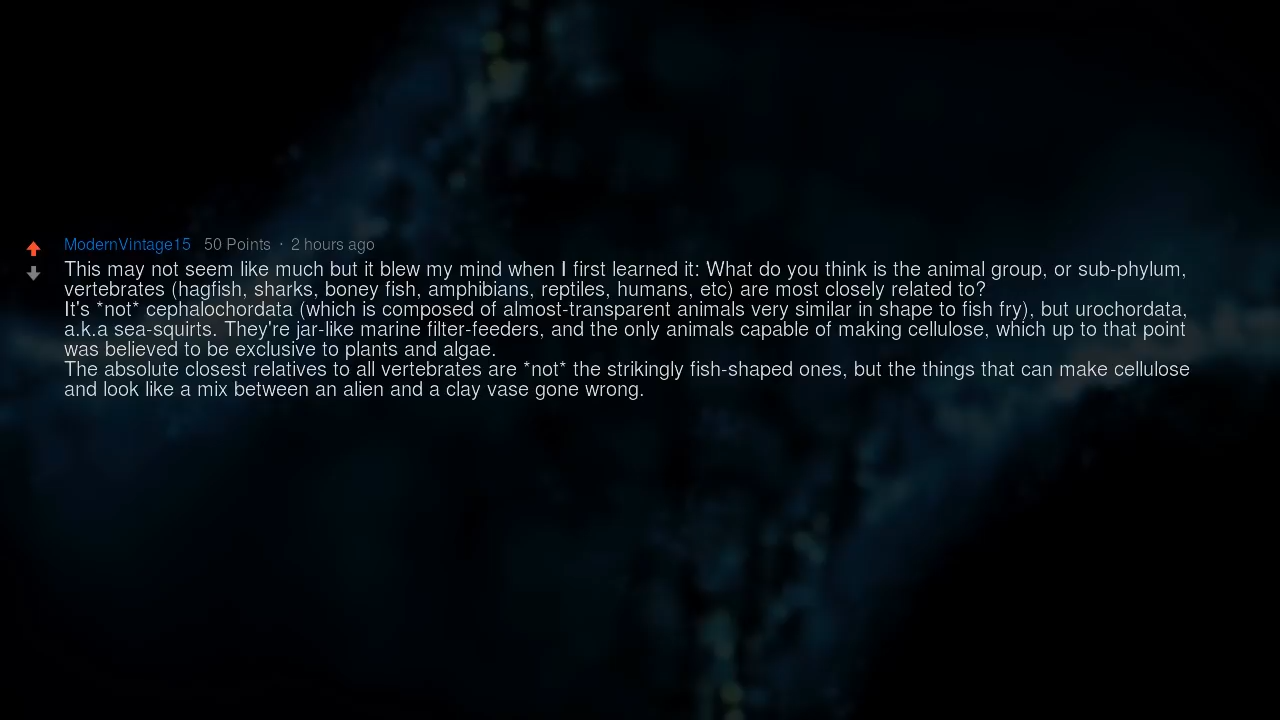 ModernVintage15 50 Points · 2 hours ago
This may not seem like much but it blew my mind when I first learned it: What do you think is the animal group, or sub-phylum,
vertebrates (hagfish, sharks, boney fish, amphibians, reptiles, humans, etc) are most closely related to?
It's *not* cephalochordata (which is composed of almost-transparent animals very similar in shape to fish fry), but urochordata,
a.k.a sea-squirts. They're jar-like marine filter-feeders, and the only animals capable of making cellulose, which up to that point
was believed to be exclusive to plants and algae.
The absolute closest relatives to all vertebrates are *not* the strikingly fish-shaped ones, but the things that can make cellulose
and look like a mix between an alien and a clay vase gone wrong.